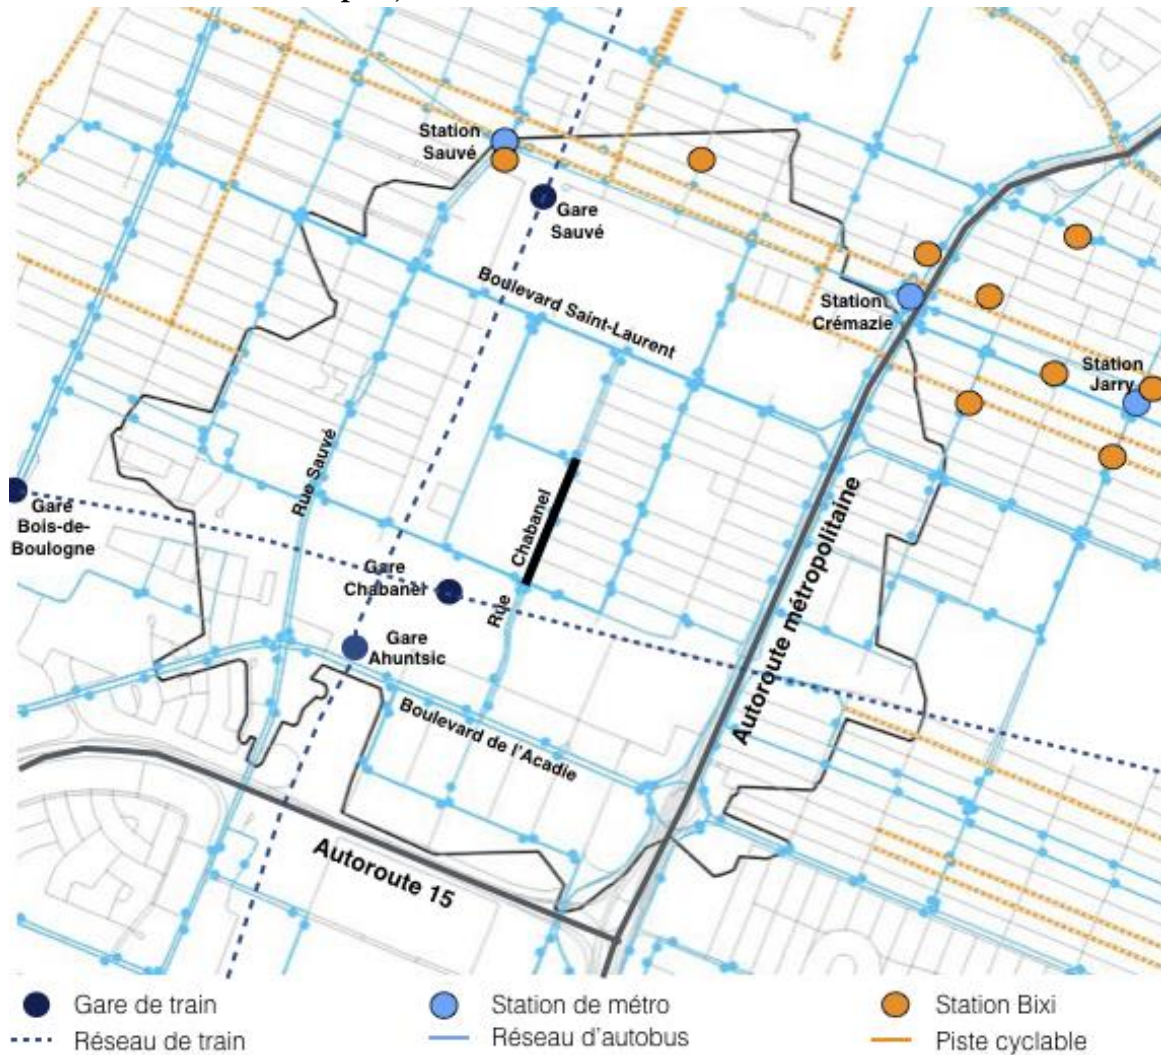 Station
Sauvé
Gare
Sauvé
Boulevard Saint-Laurent
Station
Crémazie
Station
Jarry
Rue Sauvé
Gare
Bois-de-
Boulogne
Chabanel
Rue
Gare
Chabanel
Gare
Ahuntsic
Autoroute métropolitaine
Boulevard de l'Acadie
Autoroute 15
Gare de train
Station de métro
Station Bixi
Réseau de train
Réseau d'autobus
Piste cyclable